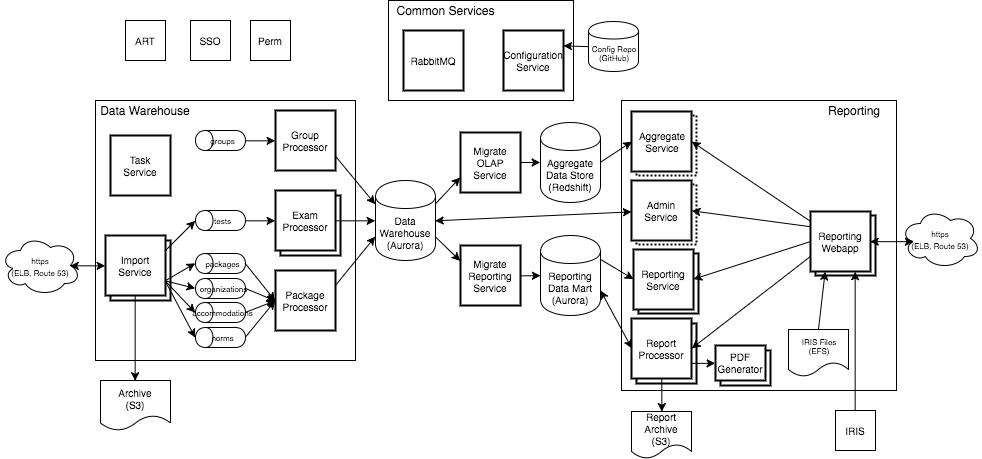 Common Services
ART
SSO
Perm
RabbitMQ
Configuration
Service
Config Repo
(GitHub)
Data Warehouse
Reporting
Task
Service
groups
Group
Processor
tests
Exam
Processor
Import
Service
packages
organizations
accommodations
norms
Package
Processor
https
(ELB, Route 53)
Archive
(S3)
Data
Warehouse
(Aurora)
Migrate
OLAP
Service
Aggregate
Data Store
(Redshift)
Migrate
Reporting
Service
Reporting
Data Mart
(Aurora)
Aggregate
Service
Admin
Service
Reporting
Service
Report
Processor
PDF
Generator
Reporting
Webapp
https
(ELB, Route 53)
IRIS Files
(EFS)
IRIS
Report
Archive
(S3)